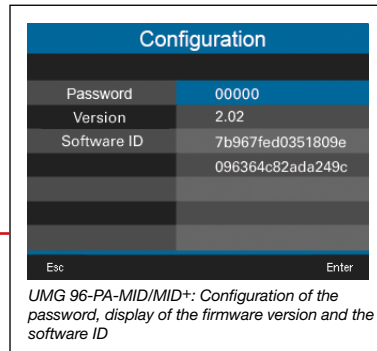 Configuration
Password 00000
Version 2.02
Software ID 7b967fed0351809e
096364c82ada249c
Esc Enter
UMG 96-PA-MID/MID+: Configuration of the
password, display of the firmware version and the
software ID